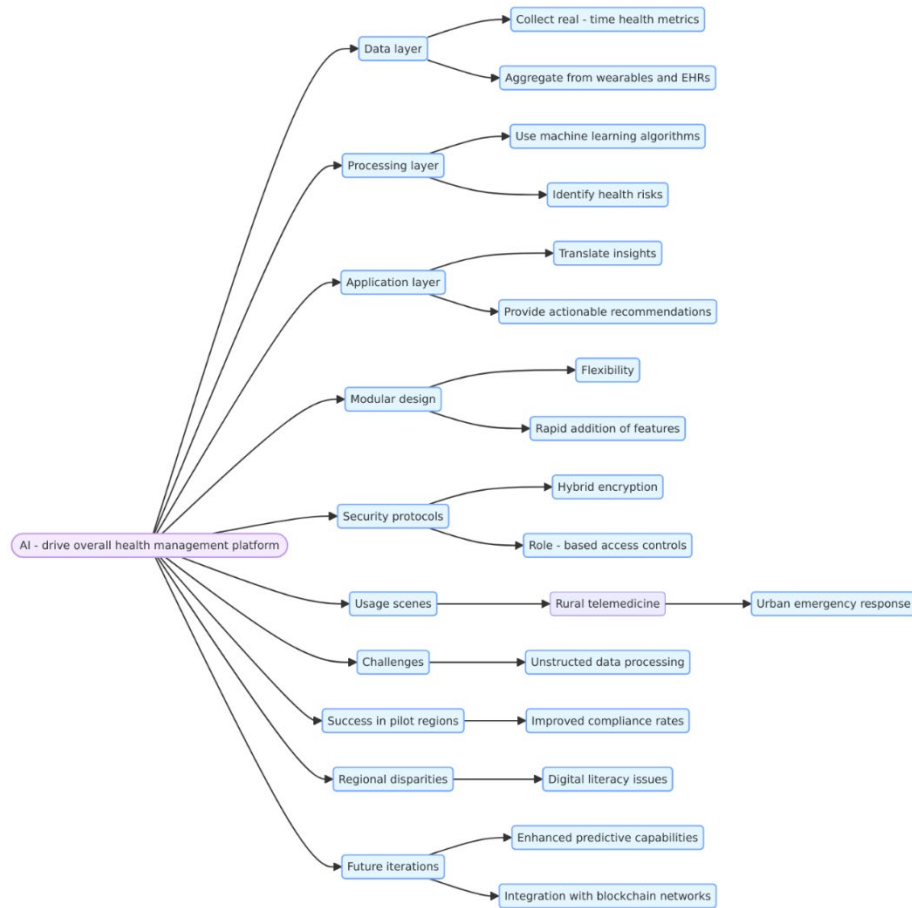 AI - drive overall health management platform
Data layer
Collect real - time health metrics
Aggregate from wearables and EHRs
Processing layer
Use machine learning algorithms
Identify health risks
Application layer
Translate insights
Provide actionable recommendations
Modular design
Flexibility
Rapid addition of features
Security protocols
Hybrid encryption
Role - based access controls
Usage scenes
Rural telemedicine
Urban emergency response
Challenges
Unstructed data processing
Success in pilot regions
Improved compliance rates
Regional disparities
Digital literacy issues
Future iterations
Enhanced predictive capabilities
Integration with blockchain networks